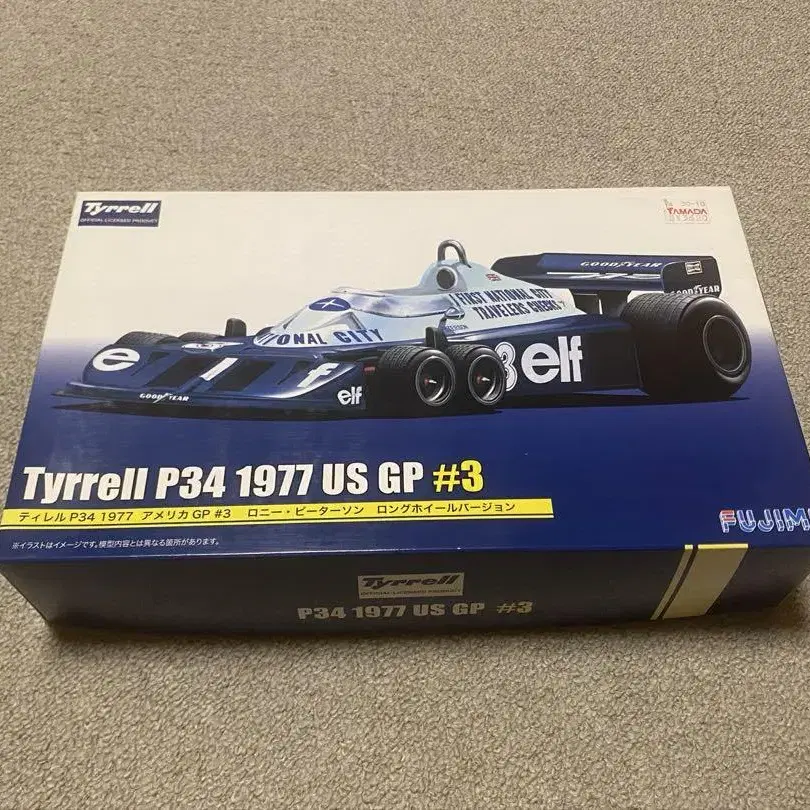 Tyrrell
OFFICIAL LICENSED PRODUCT
YAMADA
GOODYEAR
GOODYEAR
FIRST NATIONAL CITY
TRAVELERS CHECKS
TIONAL CITY
3 elf
e l f
elf
GOODYEAR
Tyrrell P34 1977 US GP #3
ティレル P34 1977 アメリカ GP #3 ロニー・ピーターソン ロングホイールバージョン
FUJIMI
※イラストはイメージです。模型内容とは異なる箇所があります。
Tyrrell
OFFICIAL LICENSED PRODUCT
P34 1977 US GP #3